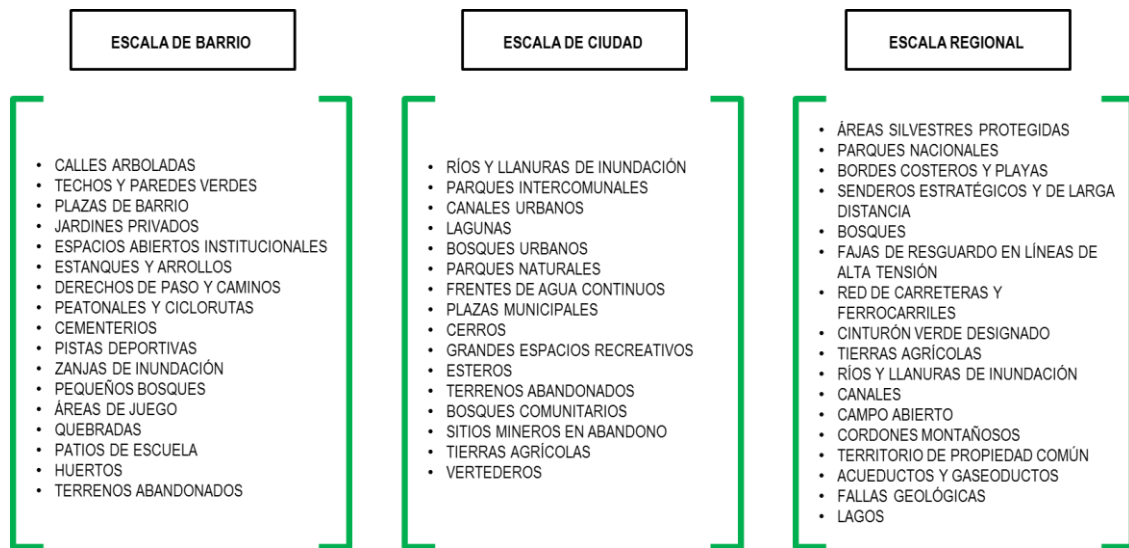 ESCALA DE BARRIO
• CALLES ARBOLADAS
• TECHOS Y PAREDES VERDES
• PLAZAS DE BARRIO
• JARDINES PRIVADOS
• ESPACIOS ABIERTOS INSTITUCIONALES
• ESTANQUES Y ARROLLOS
• DERECHOS DE PASO Y CAMINOS
• PEATONALES Y CICLORUTAS
• CEMENTERIOS
• PISTAS DEPORTIVAS
• ZANJAS DE INUNDACIÓN
• PEQUEÑOS BOSQUES
• ÁREAS DE JUEGO
• QUEBRADAS
• PATIOS DE ESCUELA
• HUERTOS
• TERRENOS ABANDONADOS
ESCALA DE CIUDAD
• RÍOS Y LLANURAS DE INUNDACIÓN
• PARQUES INTERCOMUNALES
• CANALES URBANOS
• LAGUNAS
• BOSQUES URBANOS
• PARQUES NATURALES
• FRENTES DE AGUA CONTINUOS
• PLAZAS MUNICIPALES
• CERROS
• GRANDES ESPACIOS RECREATIVOS
• ESTEROS
• TERRENOS ABANDONADOS
• BOSQUES COMUNITARIOS
• SITIOS MINEROS EN ABANDONO
• TIERRAS AGRÍCOLAS
• VERTEDEROS
ESCALA REGIONAL
• ÁREAS SILVESTRES PROTEGIDAS
• PARQUES NACIONALES
• BORDES COSTEROS Y PLAYAS
• SENDEROS ESTRATÉGICOS Y DE LARGA
DISTANCIA
• BOSQUES
• FAJAS DE RESGUARDO EN LÍNEAS DE
ALTA TENSIÓN
• RED DE CARRETERAS Y
FERROCARRILES
• CINTURÓN VERDE DESIGNADO
• TIERRAS AGRÍCOLAS
• RÍOS Y LLANURAS DE INUNDACIÓN
• CANALES
• CAMPO ABIERTO
• CORDONES MONTAÑOSOS
• TERRITORIO DE PROPIEDAD COMÚN
• ACUEDUCTOS Y GASEODUCTOS
• FALLAS GEOLÓGICAS
• LAGOS